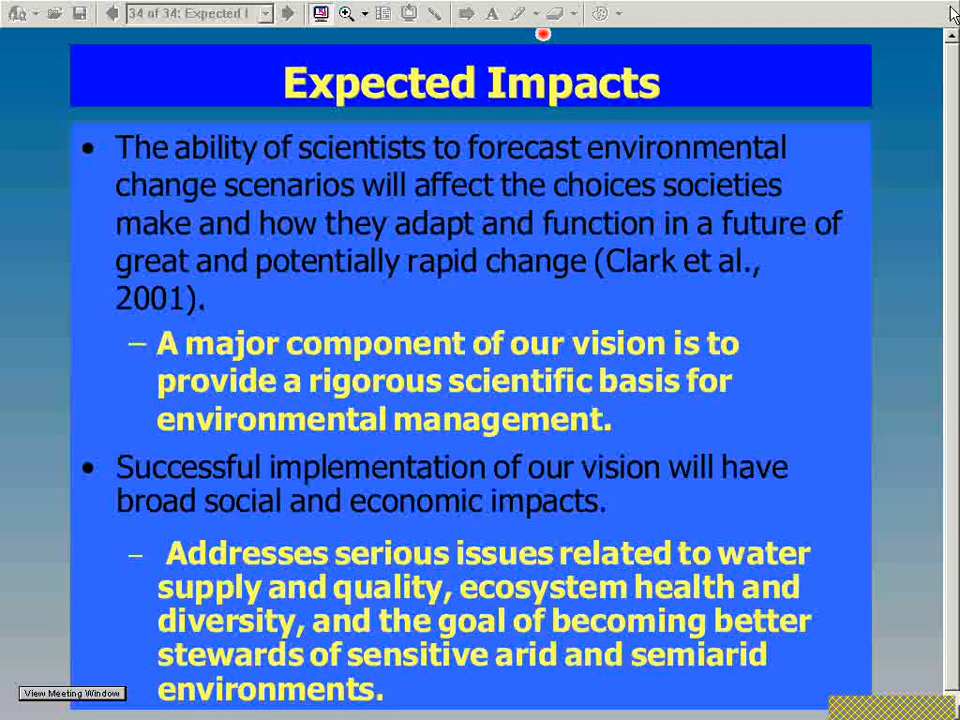 34 of 34: Expected I
Expected Impacts
• The ability of scientists to forecast environmental
change scenarios will affect the choices societies
make and how they adapt and function in a future of
great and potentially rapid change (Clark et al.,
2001).
– A major component of our vision is to
provide a rigorous scientific basis for
environmental management.
• Successful implementation of our vision will have
broad social and economic impacts.
– Addresses serious issues related to water
supply and quality, ecosystem health and
diversity, and the goal of becoming better
stewards of sensitive arid and semiarid
environments.
View Meeting Window